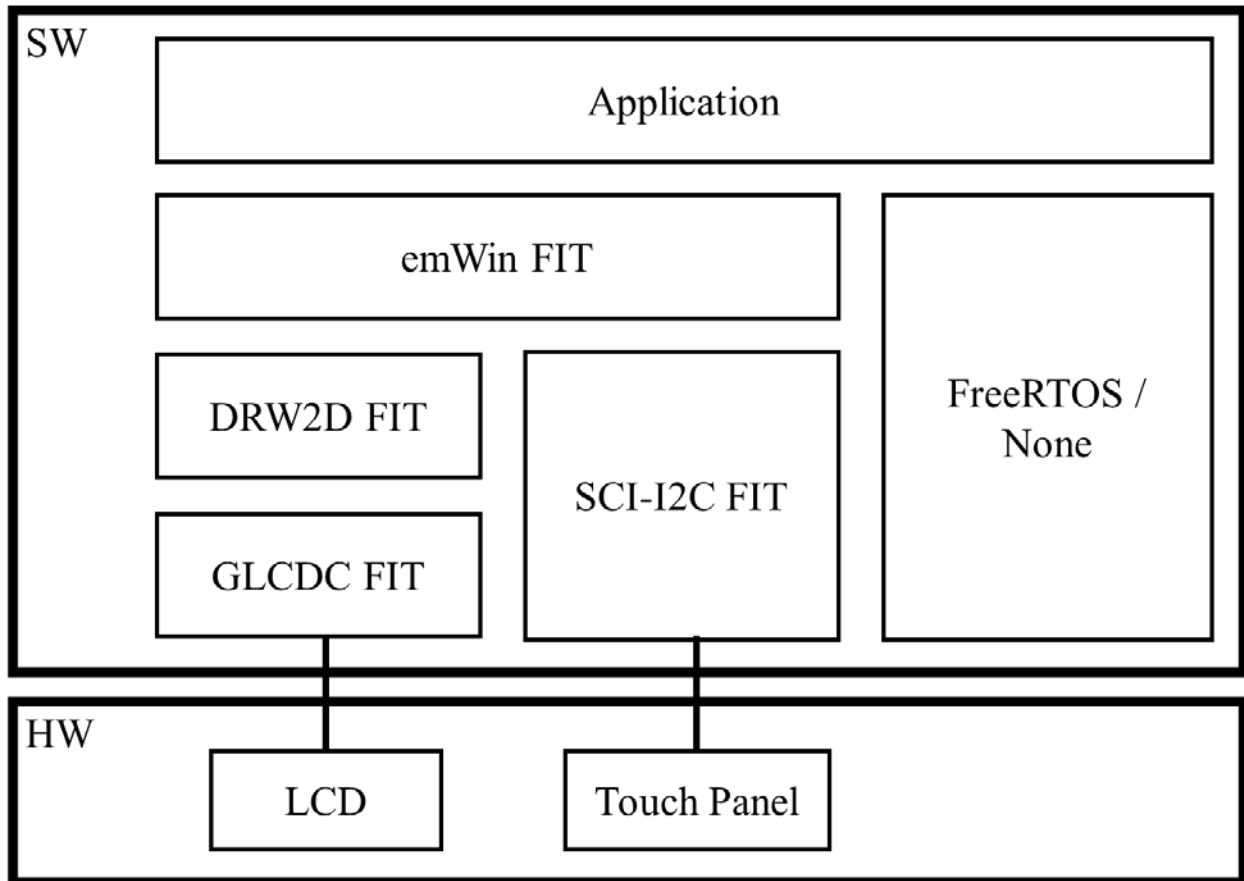 SW
Application
emWin FIT
DRW2D FIT
FreeRTOS /
None
SCI-I2C FIT
GLCDC FIT
HW
LCD
Touch Panel